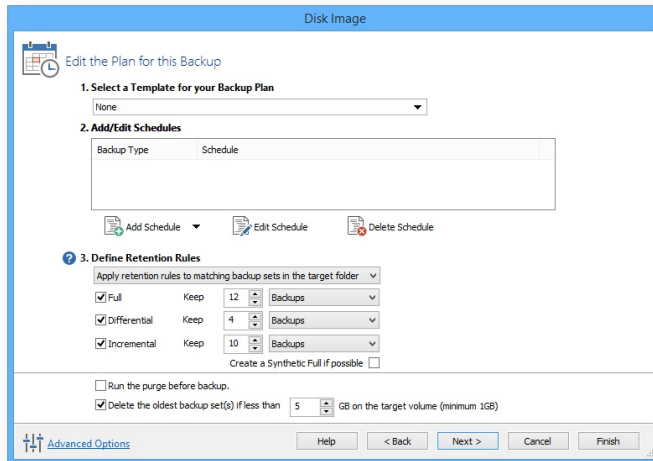 Disk Image
Edit the Plan for this Backup
1. Select a Template for your Backup Plan
None
2. Add/Edit Schedules
Backup Type Schedule
Add Schedule Edit Schedule Delete Schedule
? 3. Define Retention Rules
Apply retention rules to matching backup sets in the target folder
Full Keep 12 Backups
Differential Keep 4 Backups
Incremental Keep 10 Backups
Create a Synthetic Full if possible
Run the purge before backup.
Delete the oldest backup set(s) if less than 5 GB on the target volume (minimum 1GB)
Advanced Options Help < Back Next > Cancel Finish